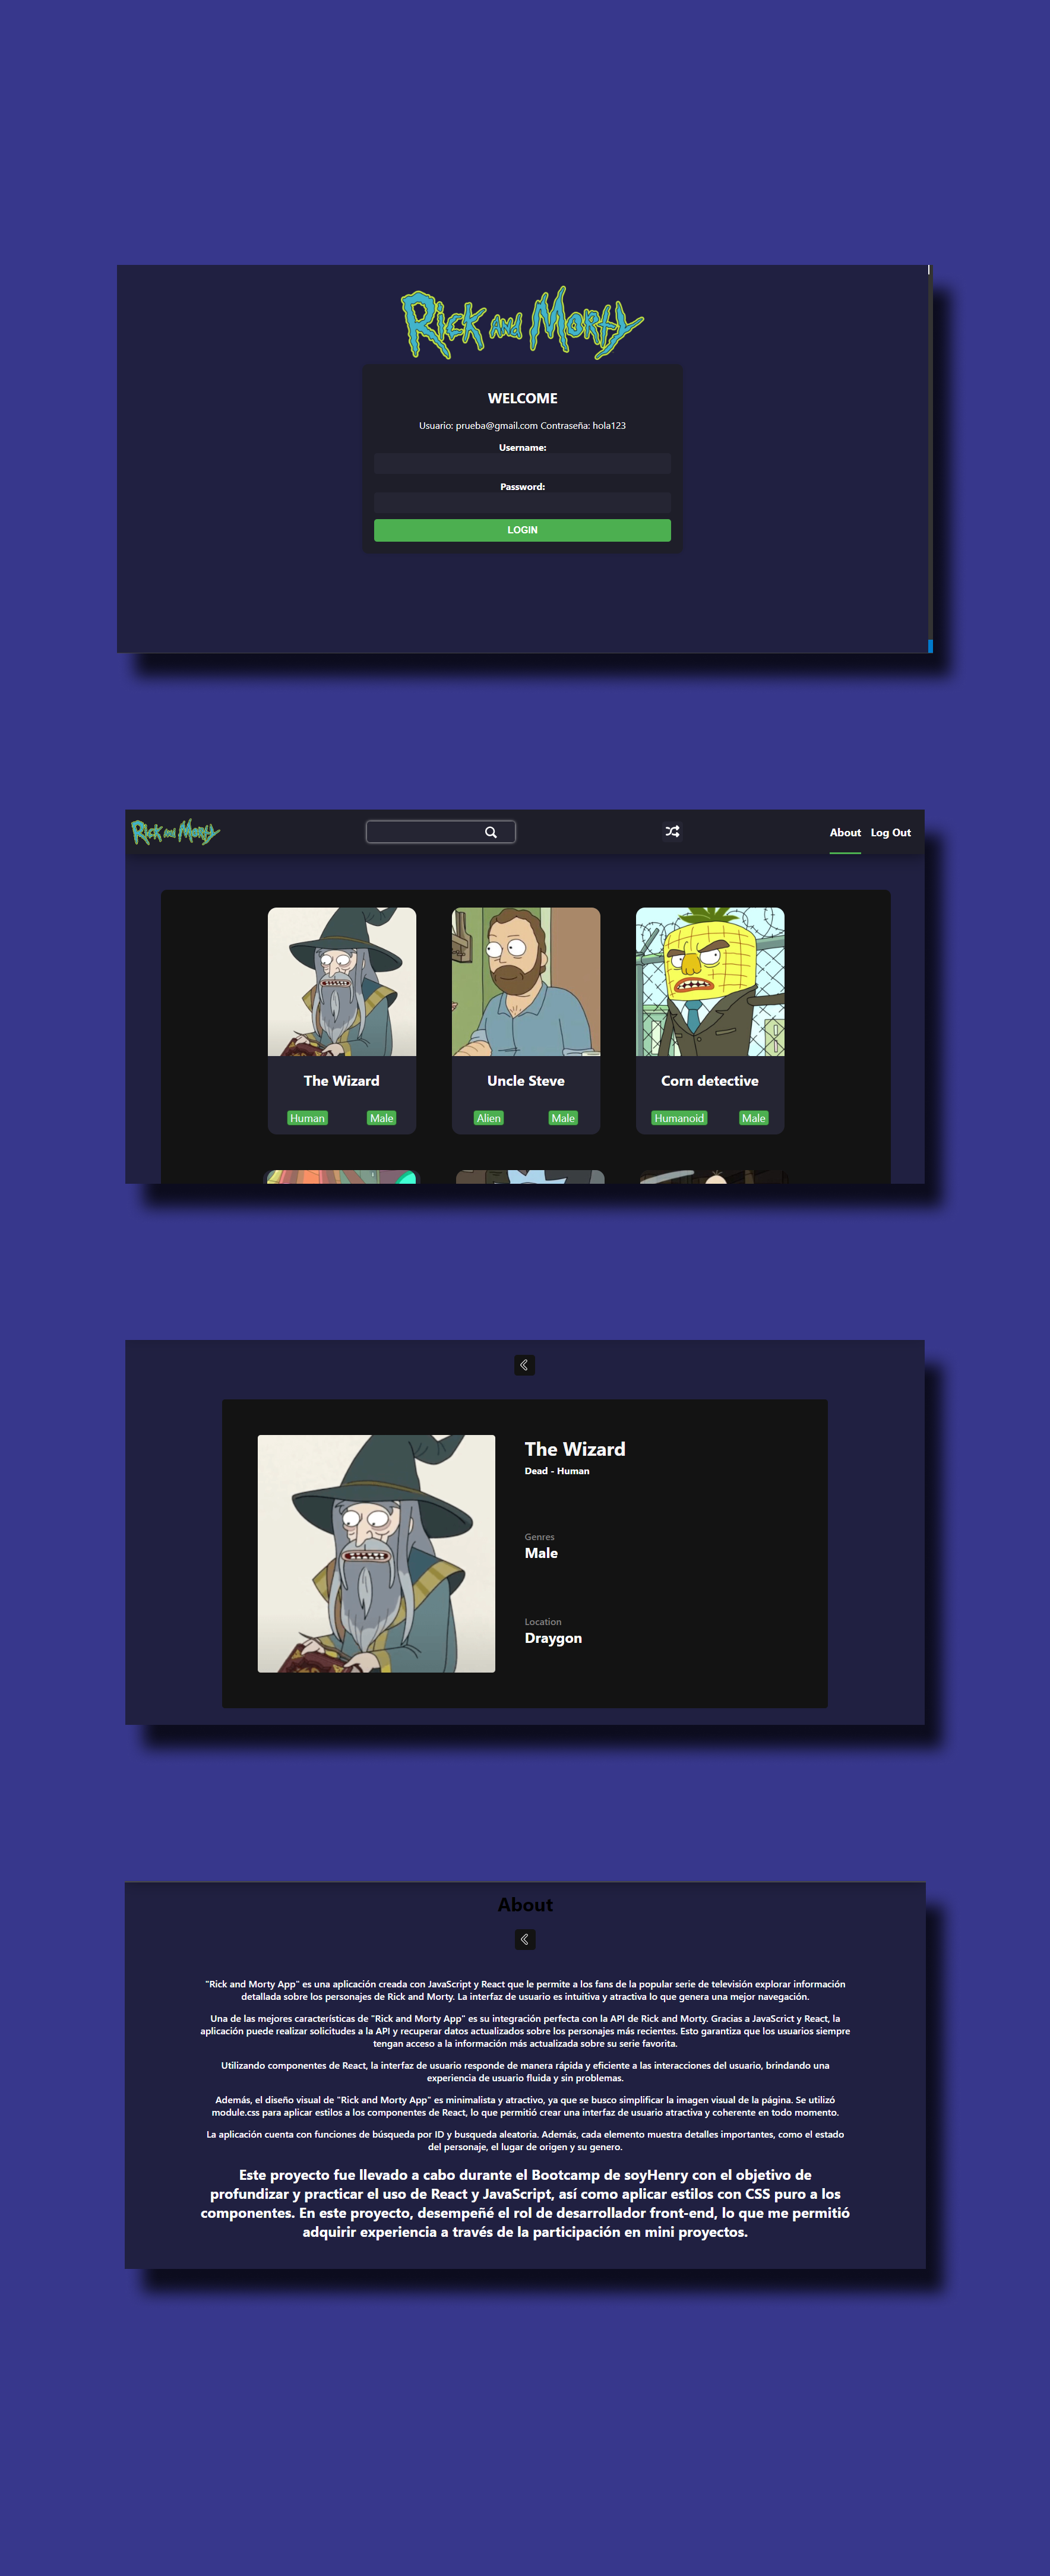 Rick and Morty
WELCOME
Usuario: prueba@gmail.com Contraseña: hola123
Username:
Password:
LOGIN
Rick and Morty
About Log Out
The Wizard
Human Male
Uncle Steve
Alien Male
Corn detective
Humanoid Male
The Wizard
Dead - Human
Genres
Male
Location
Draygon
About
"Rick and Morty App" es una aplicación creada con JavaScript y React que le permite a los fans de la popular serie de televisión explorar información
detallada sobre los personajes de Rick and Morty. La interfaz de usuario es intuitiva y atractiva lo que genera una mejor navegación.
Una de las mejores características de "Rick and Morty App" es su integración perfecta con la API de Rick and Morty. Gracias a JavaScrict y React, la
aplicación puede realizar solicitudes a la API y recuperar datos actualizados sobre los personajes más recientes. Esto garantiza que los usuarios siempre
tengan acceso a la información más actualizada sobre su serie favorita.
Utilizando componentes de React, la interfaz de usuario responde de manera rápida y eficiente a las interacciones del usuario, brindando una
experiencia de usuario fluida y sin problemas.
Además, el diseño visual de "Rick and Morty App" es minimalista y atractivo, ya que se busco simplificar la imagen visual de la página. Se utilizó
module.css para aplicar estilos a los componentes de React, lo que permitió crear una interfaz de usuario atractiva y coherente en todo momento.
La aplicación cuenta con funciones de búsqueda por ID y busqueda aleatoria. Además, cada elemento muestra detalles importantes, como el estado
del personaje, el lugar de origen y su genero.
Este proyecto fue llevado a cabo durante el Bootcamp de soyHenry con el objetivo de
profundizar y practicar el uso de React y JavaScript, así como aplicar estilos con CSS puro a los
componentes. En este proyecto, desempeñé el rol de desarrollador front-end, lo que me permitió
adquirir experiencia a través de la participación en mini proyectos.